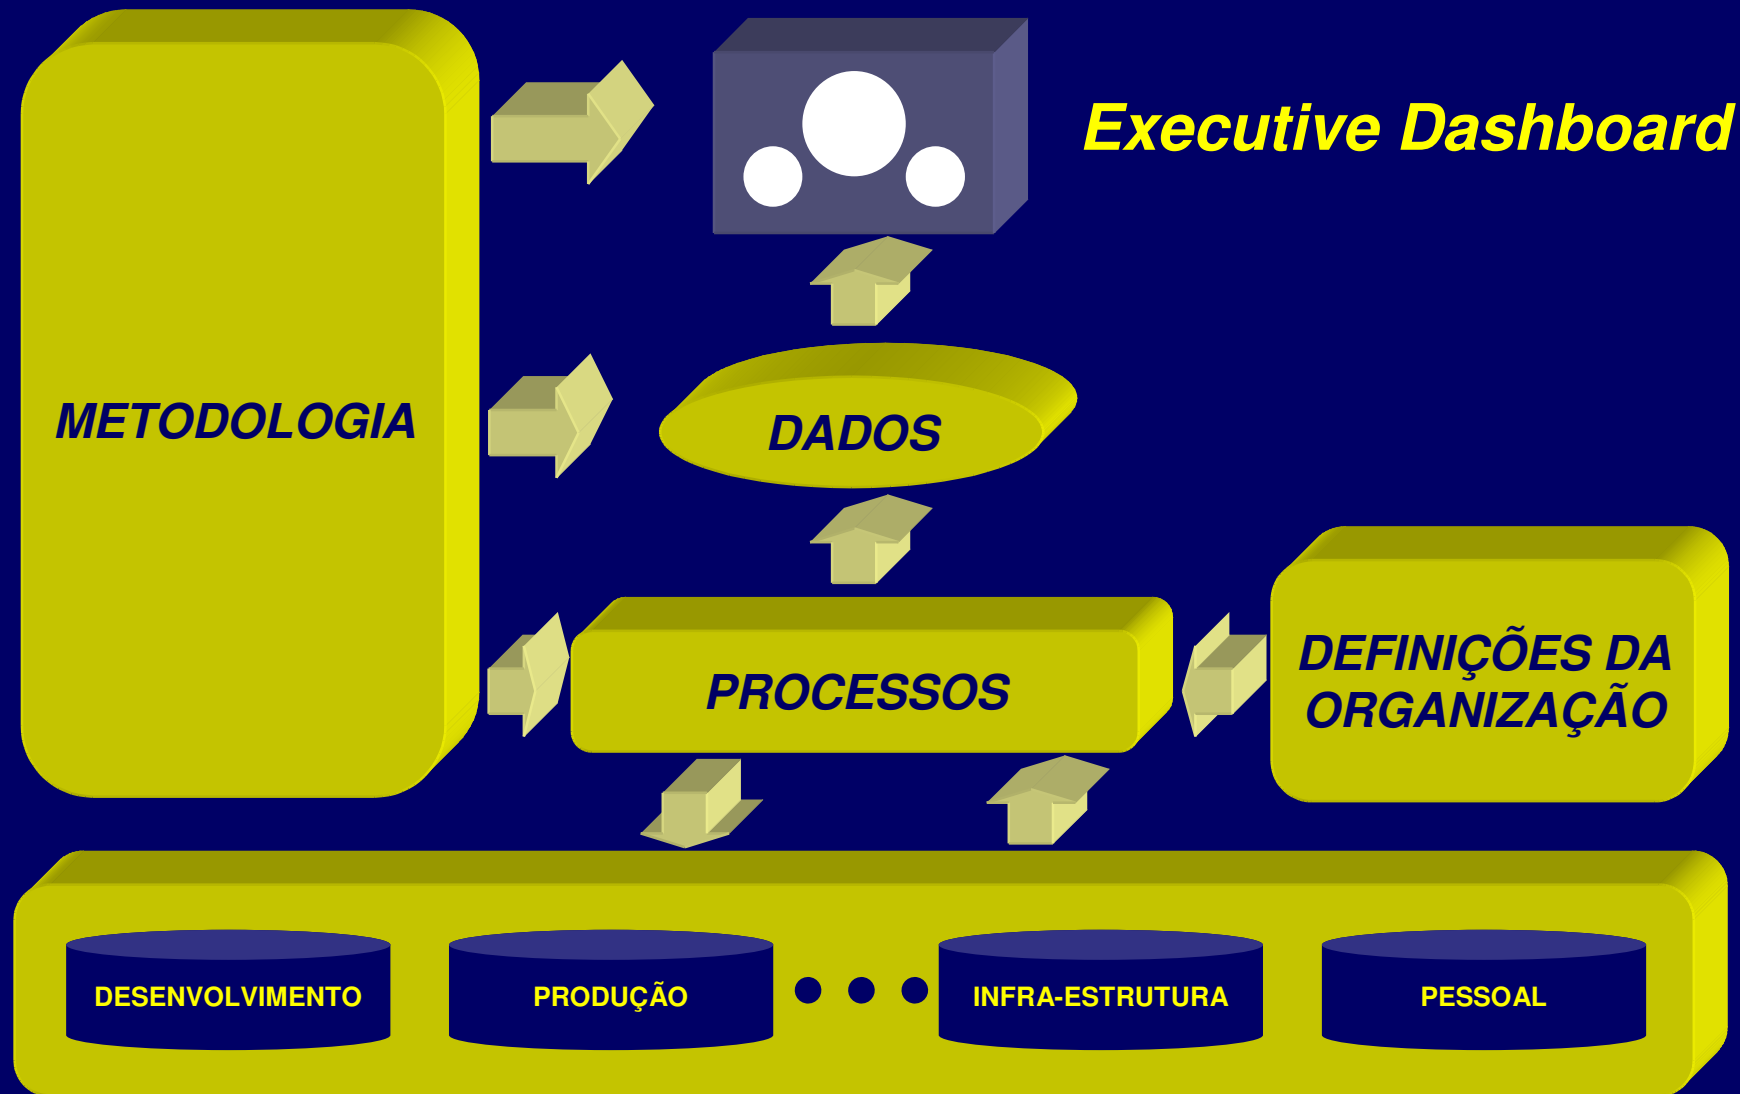 Executive Dashboard
METODOLOGIA
DADOS
PROCESSOS
DEFINIÇÕES DA
ORGANIZAÇÃO
DESENVOLVIMENTO
PRODUÇÃO
INFRA-ESTRUTURA
PESSOAL